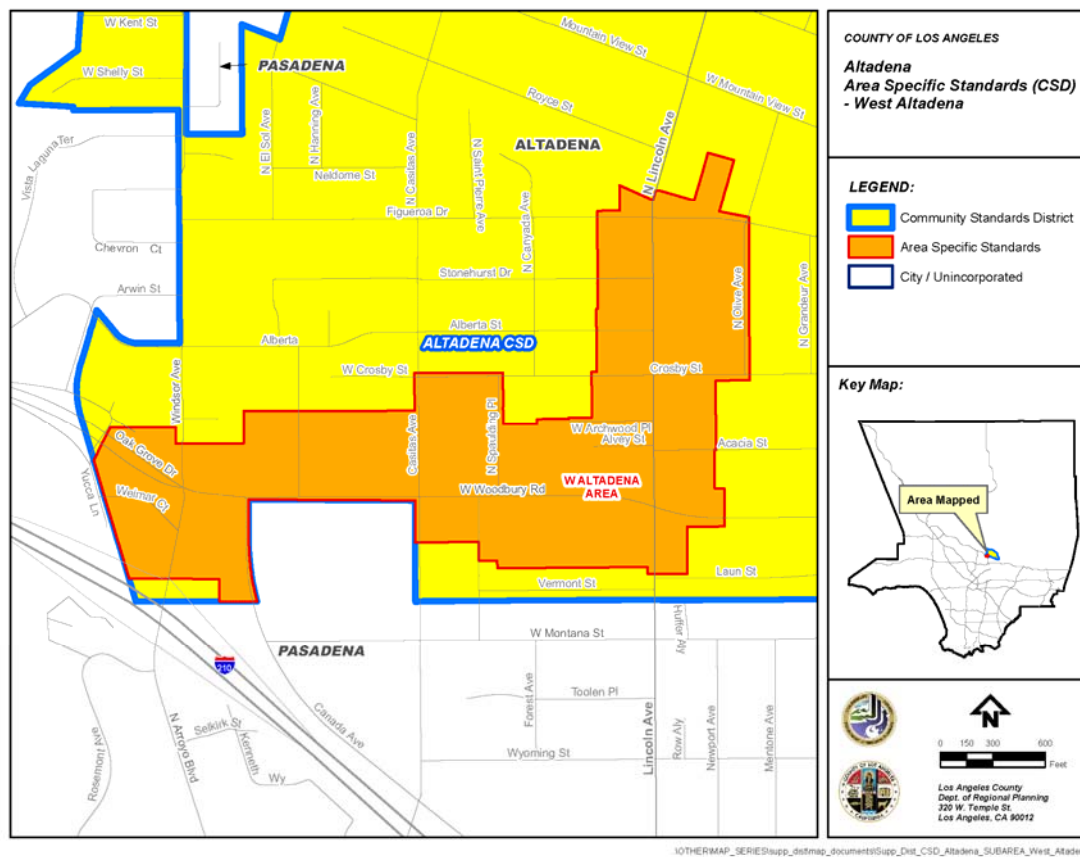 W Kent St
PASADENA
W Shelly St
Mountain View St
W Mountain View St
Royce St
Vista Laguna Ter
N El Sol Ave
N Hanning Ave
N Casitas Ave
N Saint Pierre Ave
ALTADENA
N Lincoln Ave
Neldome St
N Canyada Ave
Figueroa Dr
Chevron Ct
Stonehurst Dr
Arwin St
N Olive Ave
N Grandeur Ave
Alberta St
Alberta
ALTADENA CSD
Windsor Ave
W Crosby St
Crosby St
Casitas Ave
N Spaulding Pl
W Archwood Pl
Alvey St
Acacia St
Oak Grove Dr
Yucca Ln
Weimar Ct
W Woodbury Rd
W ALTADENA
AREA
Vermont St
Laun St
W Montana St
Huffer Aly
PASADENA
210
Forest Ave
Toolen Pl
Canada Ave
N Arroyo Blvd
Selkirk St
Kenneth
Wy
Rosemont Ave
Wyoming St
Lincoln Ave
Row Aly
Newport Ave
Mentone Ave
COUNTY OF LOS ANGELES
Altadena
Area Specific Standards (CSD)
- West Altadena
LEGEND:
Community Standards District
Area Specific Standards
City / Unincorporated
Key Map:
Area Mapped
N
0 150 300 600
Feet
Los Angeles County
Dept. of Regional Planning
320 W. Temple St.
Los Angeles, CA 90012